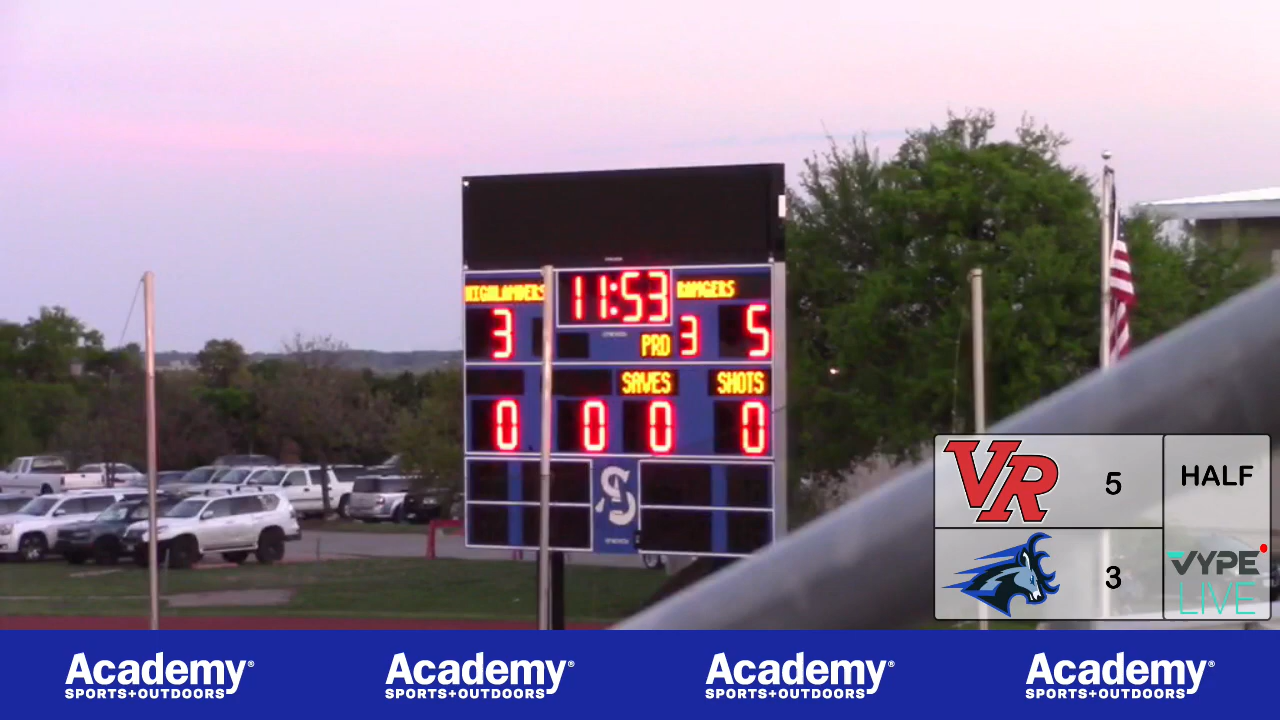 HIGHLANDERS 11:53 RANGERS
3 PRD 3 5
SAVES SHOTS
0 0 0 0
S
VR 5 HALF
3 VYPE
LIVE
Academy® Academy® Academy® Academy®
SPORTS+OUTDOORS SPORTS+OUTDOORS SPORTS+OUTDOORS SPORTS+OUTDOORS